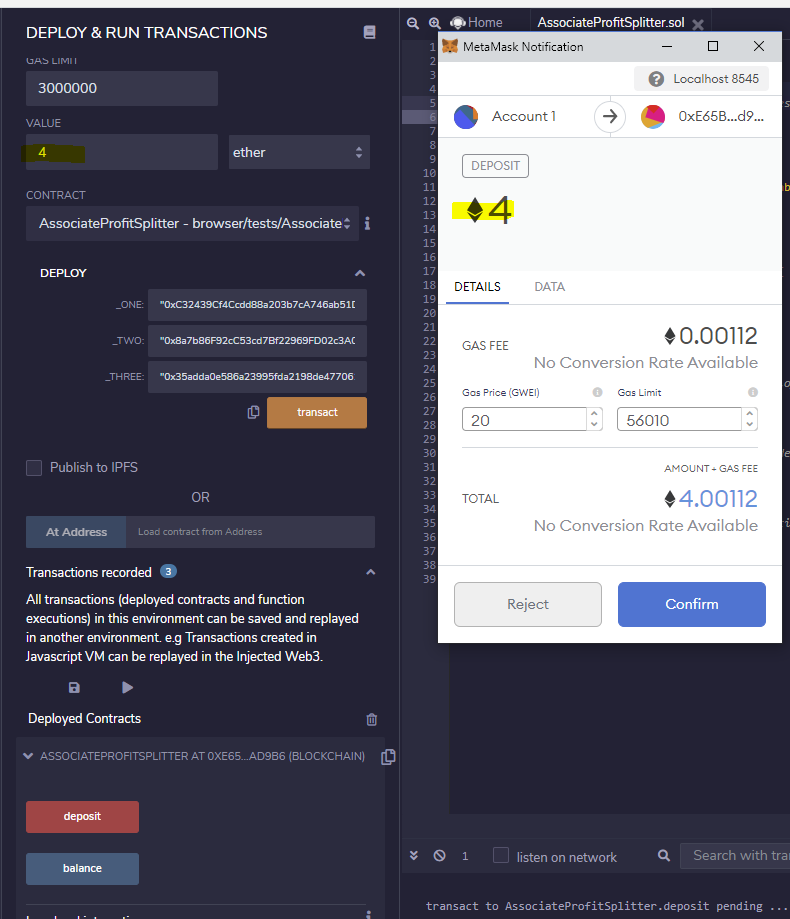 DEPLOY & RUN TRANSACTIONS
GAS LIMIT
3000000
VALUE
4
ether
CONTRACT
AssociateProfitSplitter - browser/tests/Associate
DEPLOY
_ONE:
"0xC32439Cf4Ccdd88a203b7cA746ab51D
_TWO:
"0x8a7b86F92cC53cd7Bf22969FD02c3A0
_THREE:
"0x35adda0e586a23995fda2198de47706
transact
Publish to IPFS
OR
At Address
Load contract from Address
Transactions recorded 3
All transactions (deployed contracts and function
executions) in this environment can be saved and replayed
in another environment. e.g Transactions created in
Javascript VM can be replayed in the Injected Web3.
Deployed Contracts
ASSOCIATEPROFITSPLITTER AT 0XE65...AD9B6 (BLOCKCHAIN)
deposit
balance
Home
AssociateProfitSplitter.sol
1
2
3
4
5
6
7
8
9
10
11
12
13
14
15
16
17
18
19
20
21
22
23
24
25
26
27
28
29
30
31
32
33
34
35
36
37
38
39
MetaMask Notification
Localhost 8545
Account 1
0xE65B...d9...
DEPOSIT
4
DETAILS
DATA
GAS FEE
0.00112
No Conversion Rate Available
Gas Price (GWEI)
Gas Limit
20
56010
AMOUNT + GAS FEE
TOTAL
4.00112
No Conversion Rate Available
Reject
Confirm
1
listen on network
Search with tra
transact to AssociateProfitSplitter.deposit pending ...